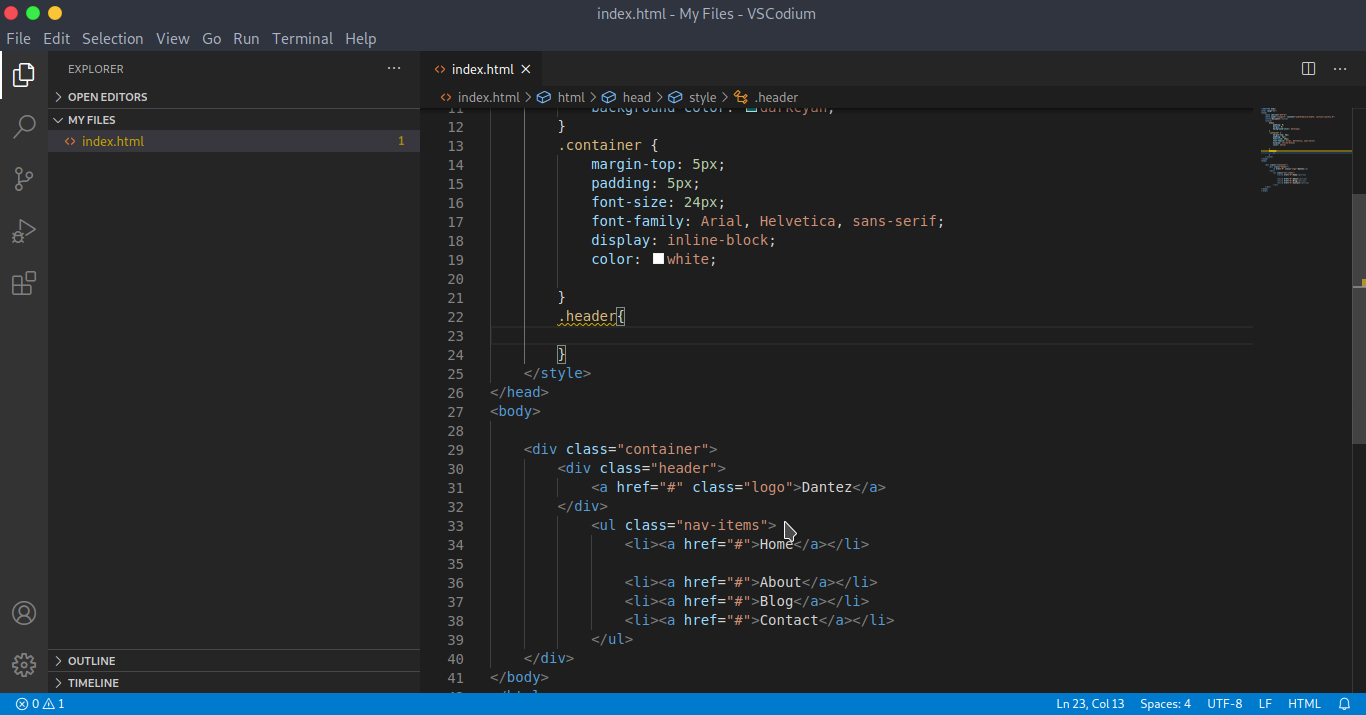 index.html - My Files - VSCodium
File Edit Selection View Go Run Terminal Help
EXPLORER
OPEN EDITORS
MY FILES
index.html 1
OUTLINE
TIMELINE
index.html
index.html > html > head > style > .header
11 background-color: darkcyan;
12 }
13 .container {
14 margin-top: 5px;
15 padding: 5px;
16 font-size: 24px;
17 font-family: Arial, Helvetica, sans-serif;
18 display: inline-block;
19 color: white;
20
21 }
22 .header{
23
24 }
25 </style>
26 </head>
27 <body>
28
29 <div class="container">
30 <div class="header">
31 <a href="#" class="logo">Dantez</a>
32 </div>
33 <ul class="nav-items">
34 <li><a href="#">Home</a></li>
35
36 <li><a href="#">About</a></li>
37 <li><a href="#">Blog</a></li>
38 <li><a href="#">Contact</a></li>
39 </ul>
40 </div>
41 </body>
0 1 Ln 23, Col 13 Spaces: 4 UTF-8 LF HTML